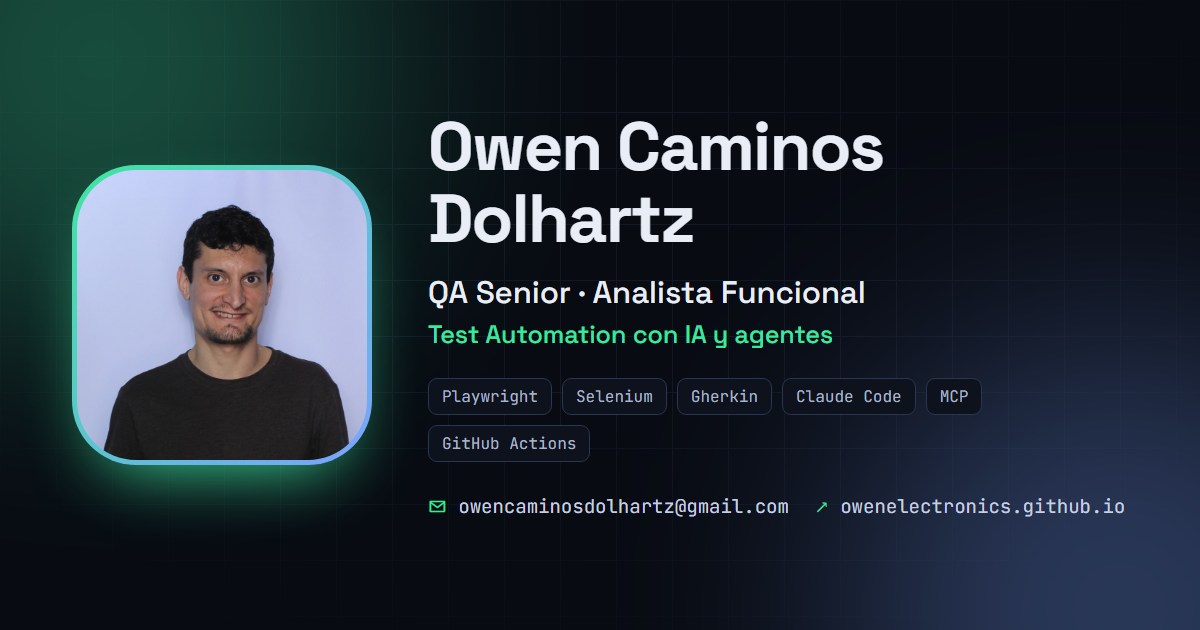 Owen Caminos
Dolhartz
QA Senior · Analista Funcional
Test Automation con IA y agentes
Playwright Selenium Gherkin Claude Code MCP
GitHub Actions
owencaminosdolhartz@gmail.com ↗ owenelectronics.github.io